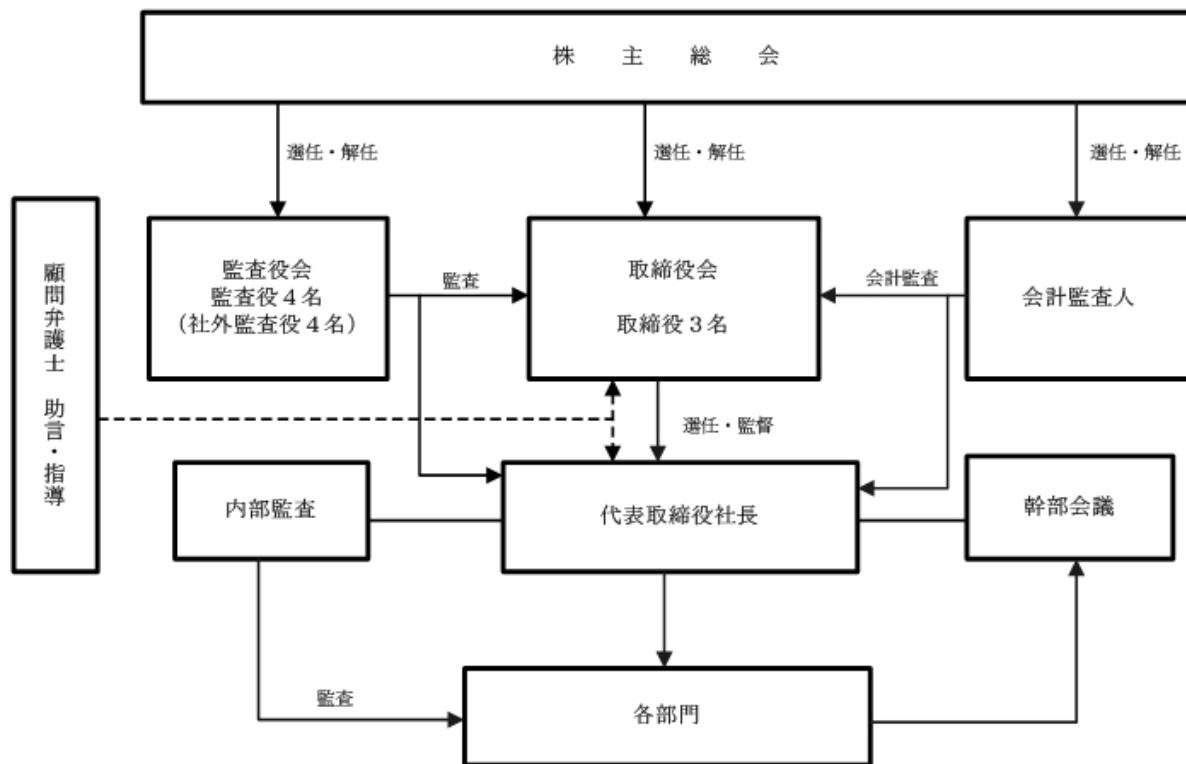 株主総会
選任・解任
選任・解任
選任・解任
顧問弁護士 助言・指導
監査役会
監査役4名
(社外監査役4名)
監査
取締役会
取締役3名
会計監査
会計監査人
選任・監督
内部監査
代表取締役社長
幹部会議
監査
各部門